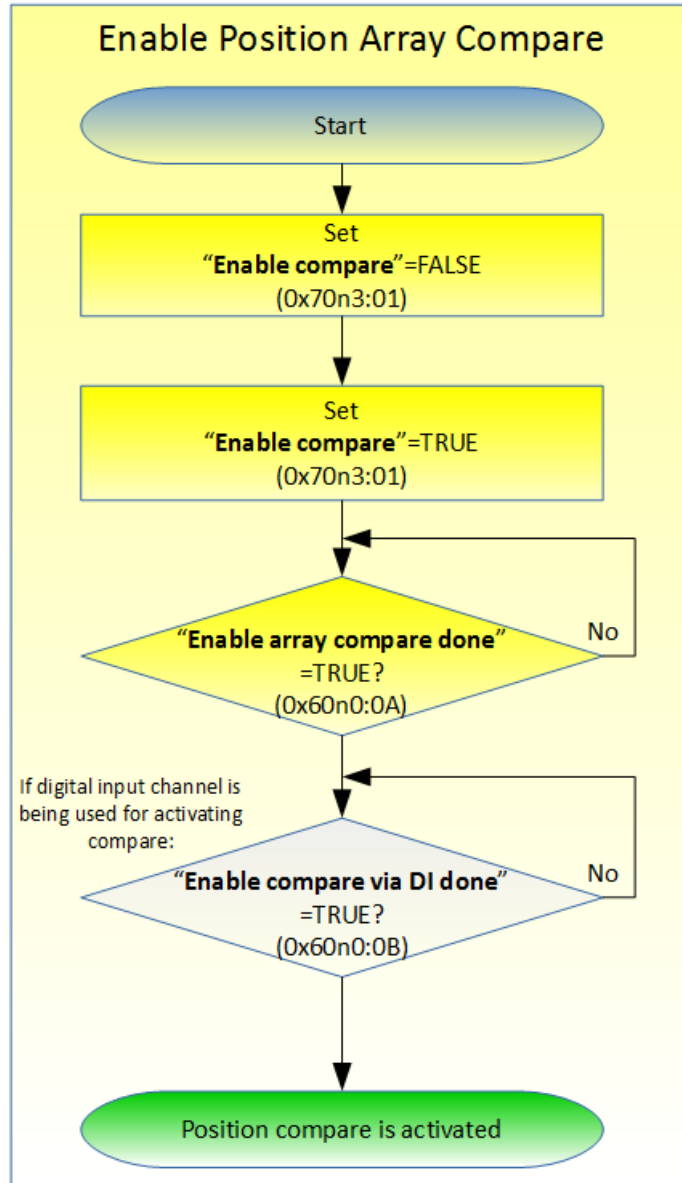 Enable Position Array Compare
Start
Set
“Enable compare”=FALSE
(0x70n3:01)
Set
“Enable compare”=TRUE
(0x70n3:01)
“Enable array compare done”
=TRUE?
(0x60n0:0A)
No
If digital input channel is
being used for activating
compare:
“Enable compare via DI done”
=TRUE?
(0x60n0:0B)
No
Position compare is activated